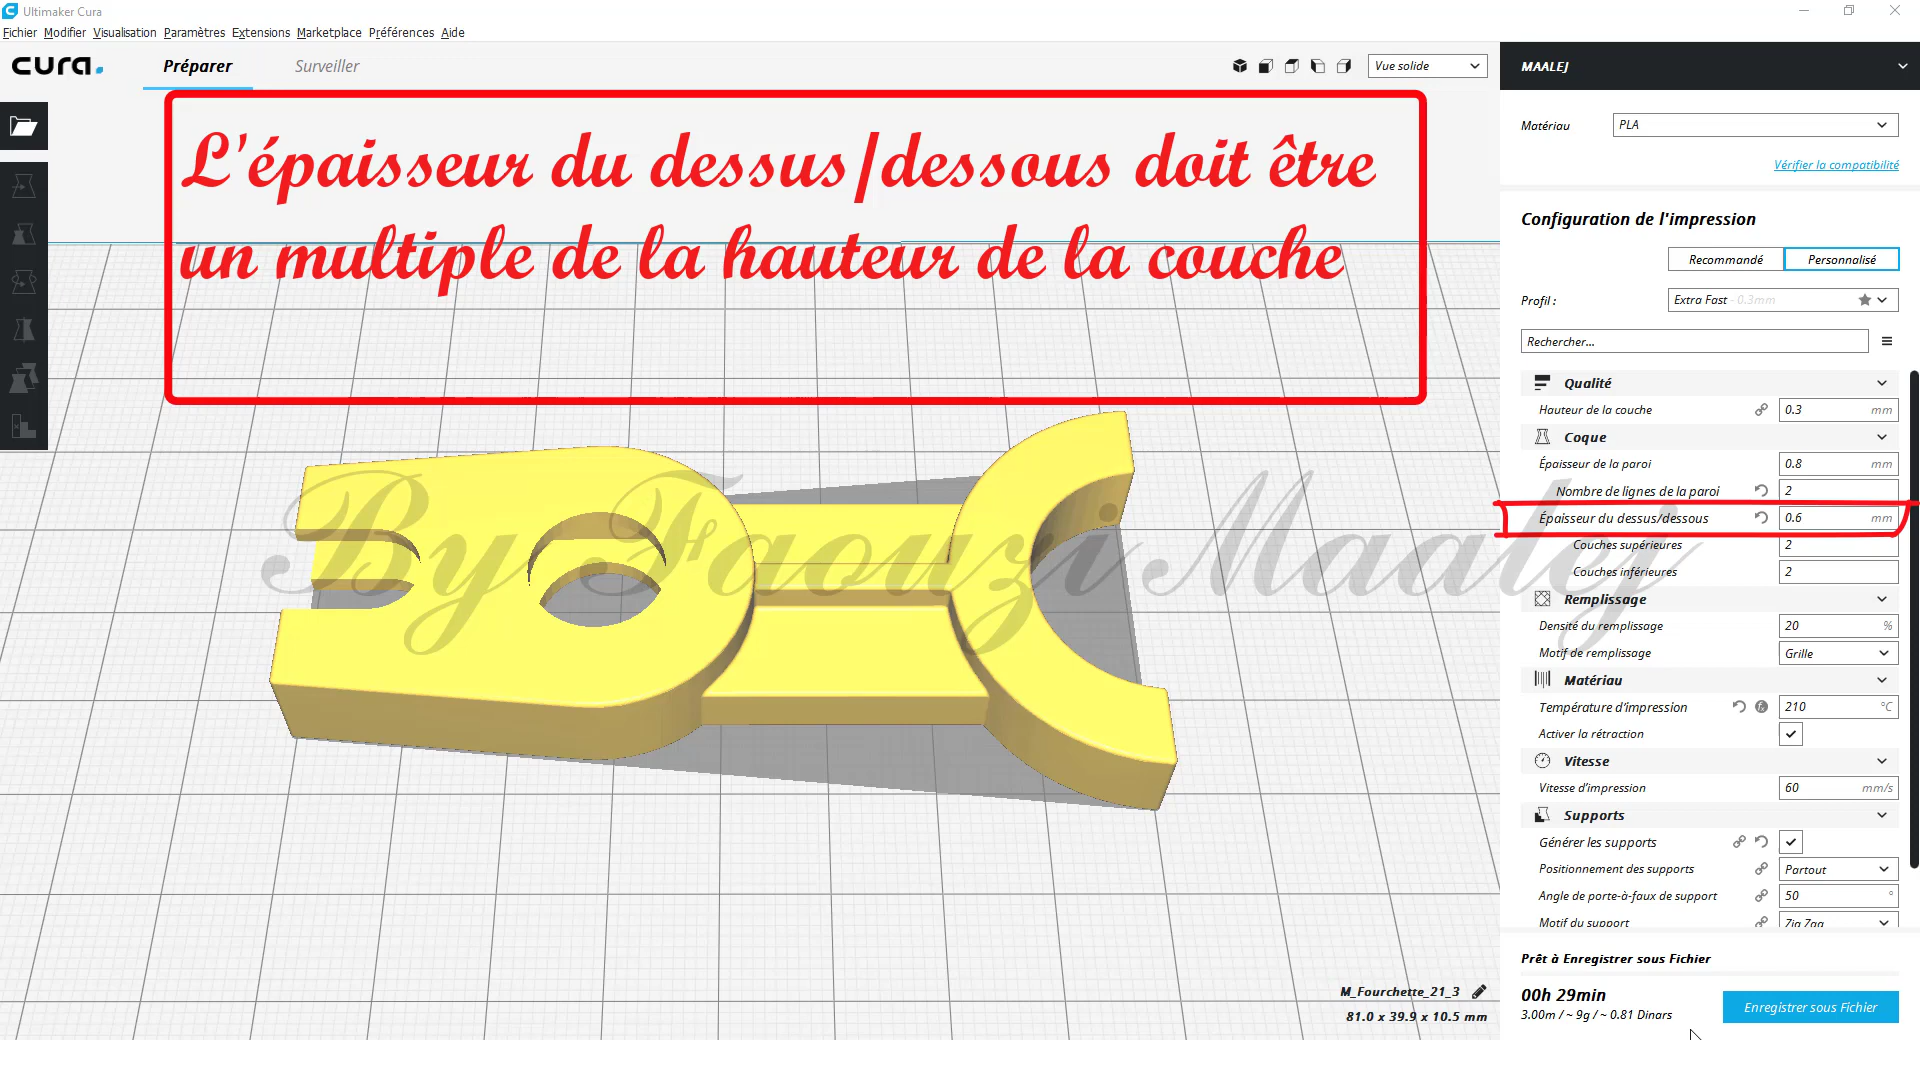 Ultimaker Cura
Fichier Modifier Visualisation Paramètres Extensions Marketplace Préférences Aide
cura. Préparer Surveiller Vue solide MAALEJ
L'épaisseur du dessus/dessous doit être
un multiple de la hauteur de la couche
By Faouzi Maalej
Matériau PLA
Vérifier la compatibilité
Configuration de l'impression
Recommandé Personnalisé
Profil : Extra Fast - 0.3mm
Rechercher...
Qualité
Hauteur de la couche 0.3 mm
Coque
Épaisseur de la paroi 0.8 mm
Nombre de lignes de la paroi 2
Épaisseur du dessus/dessous 0.6 mm
Couches supérieures 2
Couches inférieures 2
Remplissage
Densité du remplissage 20 %
Motif de remplissage Grille
Matériau
Température d'impression 210 °C
Activer la rétraction
Vitesse
Vitesse d'impression 60 mm/s
Supports
Générer les supports
Positionnement des supports Partout
Angle de porte-à-faux de support 50 °
Motif du support Zig Zag
M_Fourchette_21_3
81.0 x 39.9 x 10.5 mm
Prêt à Enregistrer sous Fichier
00h 29min
3.00m / ~ 9g / ~ 0.81 Dinars
Enregistrer sous Fichier